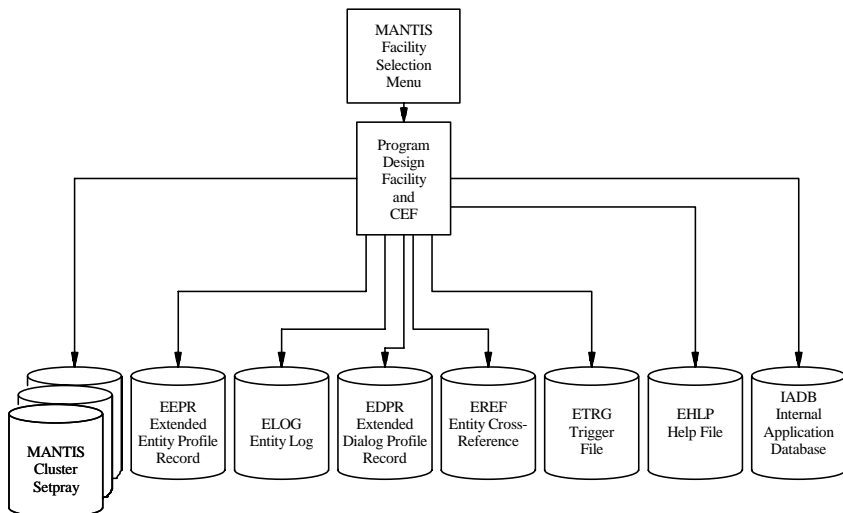 MANTIS
Facility
Selection
Menu
Program
Design
Facility
and
CEF
MANTIS
Cluster
Setpray
EEPR
Extended
Entity Profile
Record
ELOG
Entity Log
EDPR
Extended
Dialog Profile
Record
EREF
Entity Cross-
Reference
ETRG
Trigger
File
EHLP
Help File
IADB
Internal
Application
Database